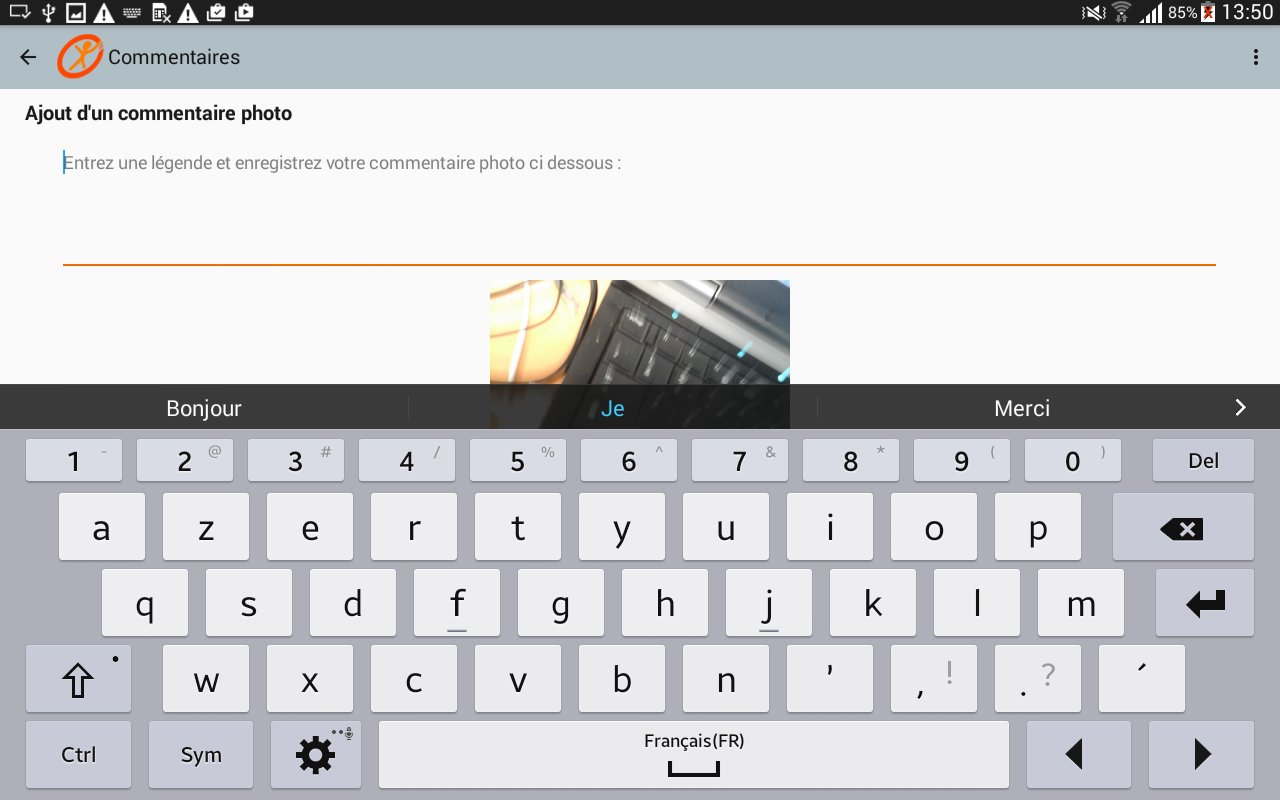 85% 13:50
Commentaires
Ajout d'un commentaire photo
Entrez une légende et enregistrez votre commentaire photo ci dessous :
Bonjour Je Merci
1 - 2 @ 3 # 4 / 5 % 6 ^ 7 & 8 * 9 ( 0 ) Del
a z e r t y u i o p
q s d f g h j k l m
w x c v b n ' , ! . ? ´
Ctrl Sym Français(FR)